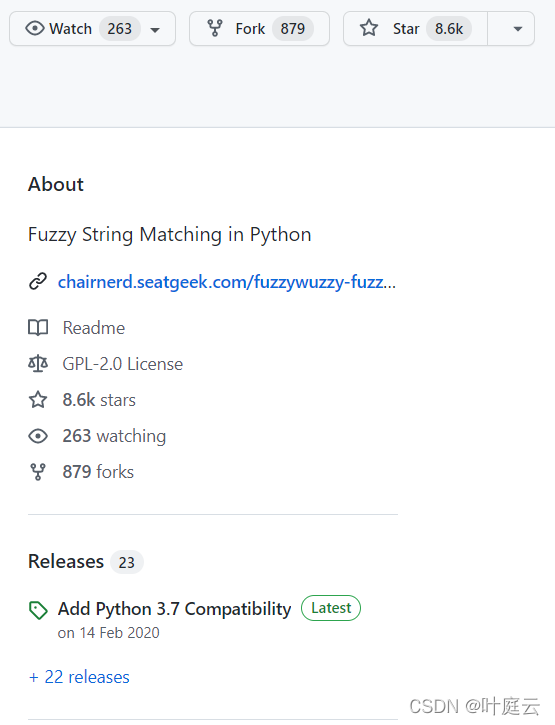 Watch 263 Fork 879 Star 8.6k
About
Fuzzy String Matching in Python
chairnerd.seatgeek.com/fuzzywuzzy-fuzz...
Readme
GPL-2.0 License
8.6k stars
263 watching
879 forks
Releases 23
Add Python 3.7 Compatibility Latest
on 14 Feb 2020
+ 22 releases
CSDN @叶庭云